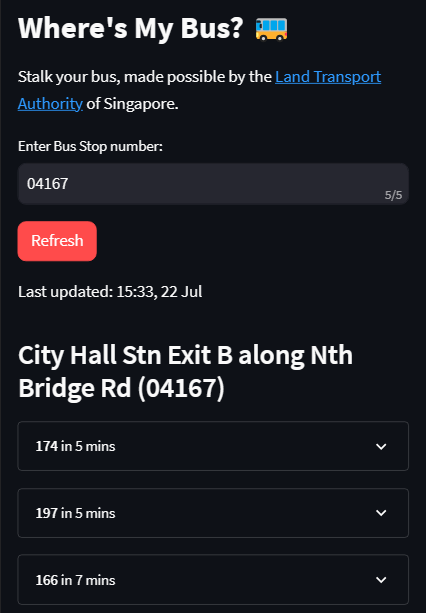 Where's My Bus? 🚌
Stalk your bus, made possible by the Land Transport
Authority of Singapore.
Enter Bus Stop number:
04167
5/5
Refresh
Last updated: 15:33, 22 Jul
City Hall Stn Exit B along Nth
Bridge Rd (04167)
174 in 5 mins
197 in 5 mins
166 in 7 mins